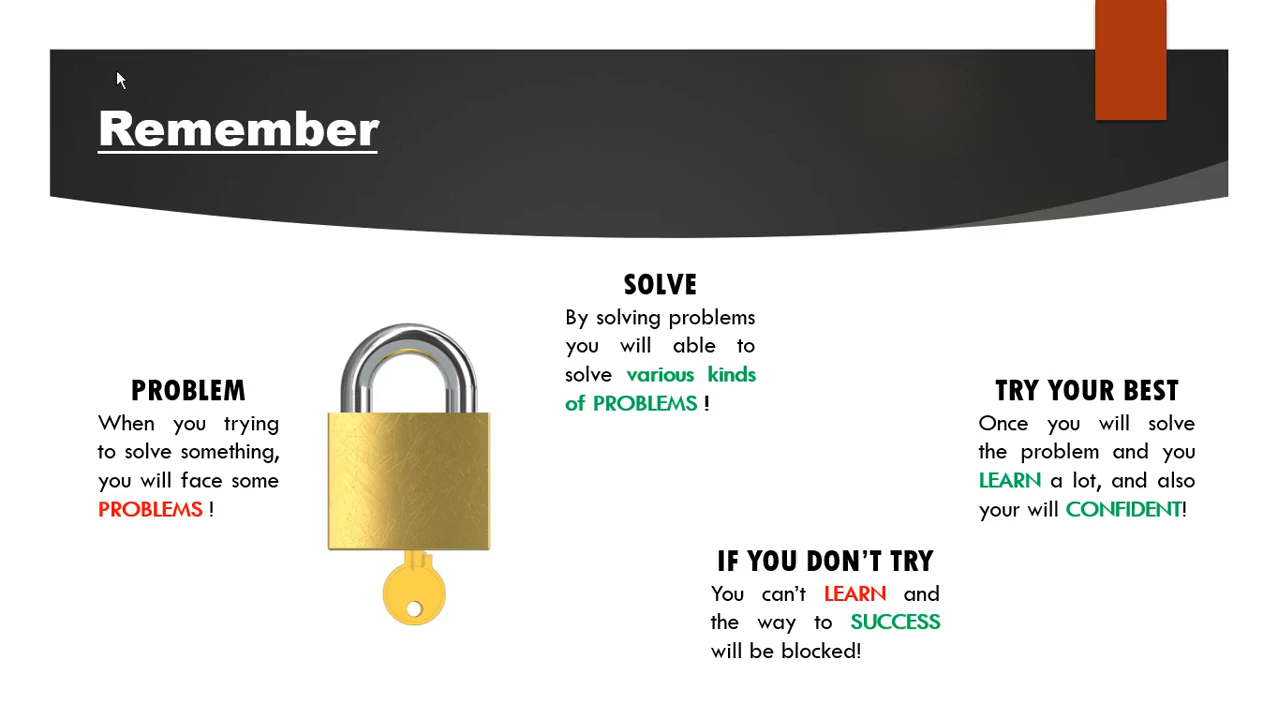 Remember
PROBLEM
When you trying
to solve something,
you will face some
PROBLEMS !
SOLVE
By solving problems
you will able to
solve various kinds
of PROBLEMS !
IF YOU DON’T TRY
You can’t LEARN and
the way to SUCCESS
will be blocked!
TRY YOUR BEST
Once you will solve
the problem and you
LEARN a lot, and also
your will CONFIDENT!